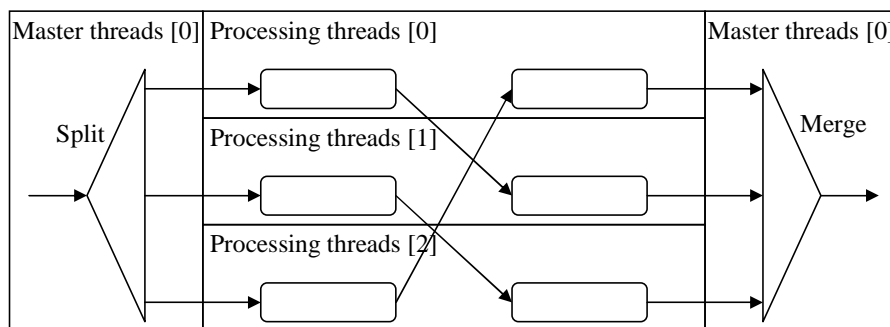 Master threads [0]
Processing threads [0]
Master threads [0]
Split
Processing threads [1]
Merge
Processing threads [2]